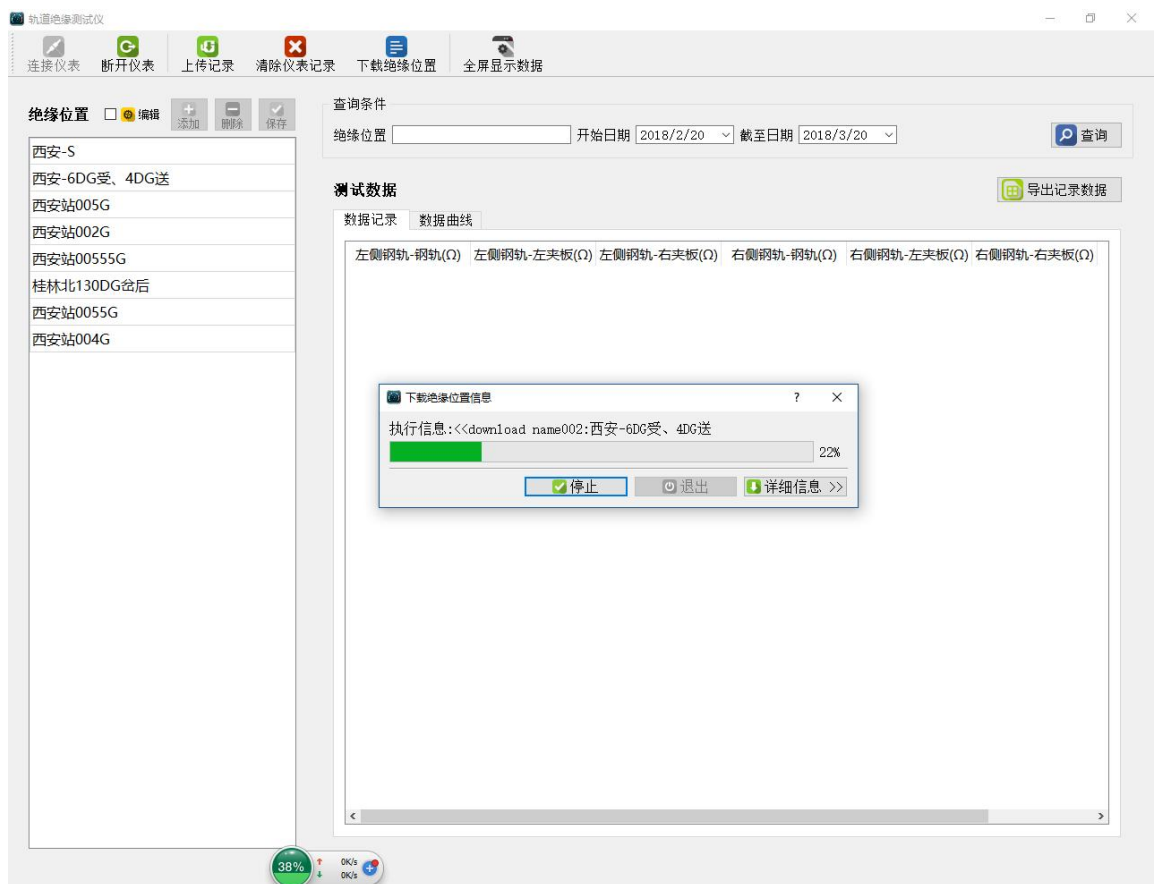 轨道绝缘测试仪
连接仪表 断开仪表 上传记录 清除仪表记录 下载绝缘位置 全屏显示数据
绝缘位置 编辑 添加 删除 保存
西安-S
西安-6DG受、4DG送
西安站005G
西安站002G
西安站00555G
桂林北130DG岔后
西安站0055G
西安站004G
查询条件
绝缘位置 开始日期 2018/2/20 截至日期 2018/3/20 查询
测试数据 导出记录数据
数据记录 数据曲线
左侧钢轨-钢轨(Ω) 左侧钢轨-左夹板(Ω) 左侧钢轨-右夹板(Ω) 右侧钢轨-钢轨(Ω) 右侧钢轨-左夹板(Ω) 右侧钢轨-右夹板(Ω)
下载绝缘位置信息 ?
执行信息:<<download name002:西安-6DG受、4DG送
22%
停止 退出 详细信息 >>
38% 0K/s
0K/s